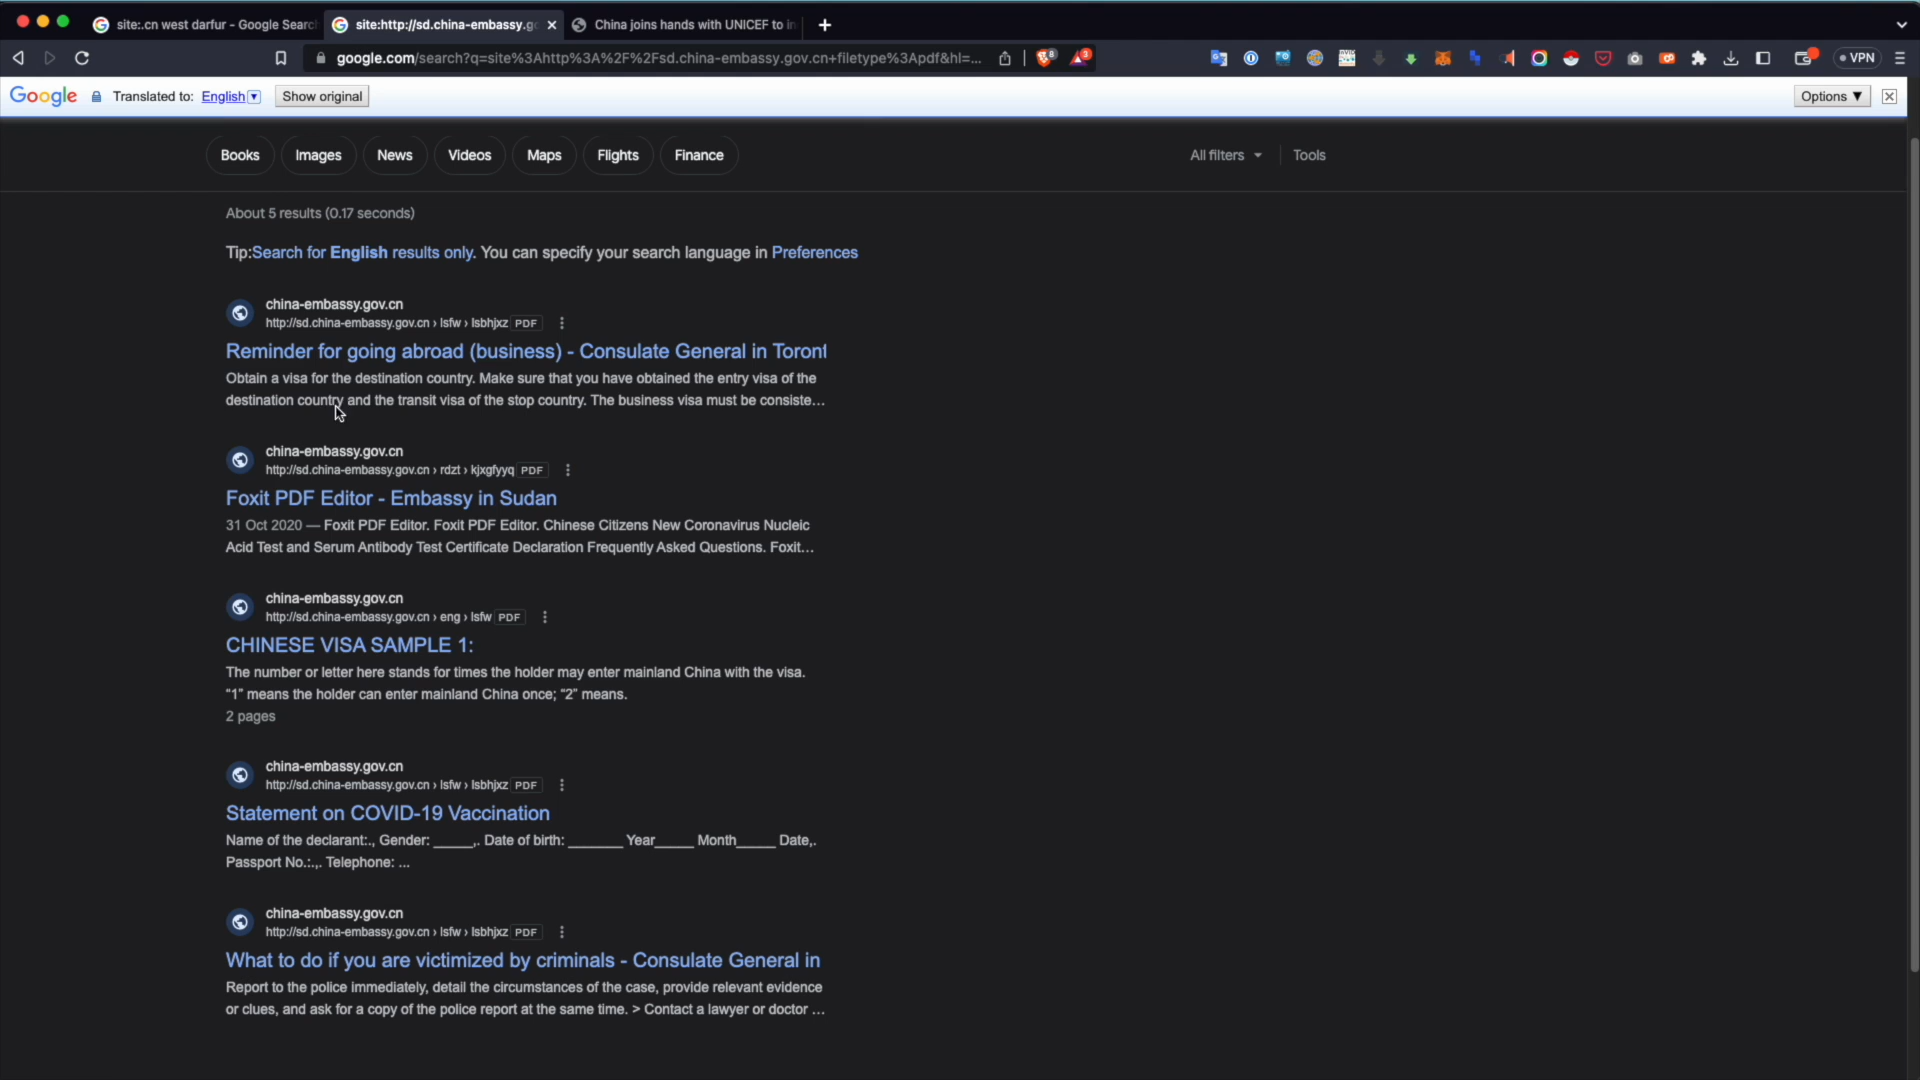 site:.cn west darfur - Google Searc
site:http://sd.china-embassy.g
China joins hands with UNICEF to i
google.com/search?q=site%3Ahttp%3A%2F%2Fsd.china-embassy.gov.cn+filetype%3Apdf&hl=...
8
3
VPN
Google
Translated to: English
Show original
Options ▼
Books
Images
News
Videos
Maps
Flights
Finance
All filters
Tools
About 5 results (0.17 seconds)
Tip:Search for English results only. You can specify your search language in Preferences
china-embassy.gov.cn
http://sd.china-embassy.gov.cn › lsfw › lsbhjxz PDF
Reminder for going abroad (business) - Consulate General in Toront
Obtain a visa for the destination country. Make sure that you have obtained the entry visa of the
destination country and the transit visa of the stop country. The business visa must be consiste...
china-embassy.gov.cn
http://sd.china-embassy.gov.cn › rdzt › kjxgfyyq PDF
Foxit PDF Editor - Embassy in Sudan
31 Oct 2020 — Foxit PDF Editor. Foxit PDF Editor. Chinese Citizens New Coronavirus Nucleic
Acid Test and Serum Antibody Test Certificate Declaration Frequently Asked Questions. Foxit...
china-embassy.gov.cn
http://sd.china-embassy.gov.cn › eng › lsfw PDF
CHINESE VISA SAMPLE 1:
The number or letter here stands for times the holder may enter mainland China with the visa.
“1” means the holder can enter mainland China once; “2” means.
2 pages
china-embassy.gov.cn
http://sd.china-embassy.gov.cn › lsfw › lsbhjxz PDF
Statement on COVID-19 Vaccination
Name of the declarant:., Gender: _____,. Date of birth: _______ Year_____ Month_____ Date,.
Passport No.:.,. Telephone: ...
china-embassy.gov.cn
http://sd.china-embassy.gov.cn › lsfw › lsbhjxz PDF
What to do if you are victimized by criminals - Consulate General in
Report to the police immediately, detail the circumstances of the case, provide relevant evidence
or clues, and ask for a copy of the police report at the same time. > Contact a lawyer or doctor ...